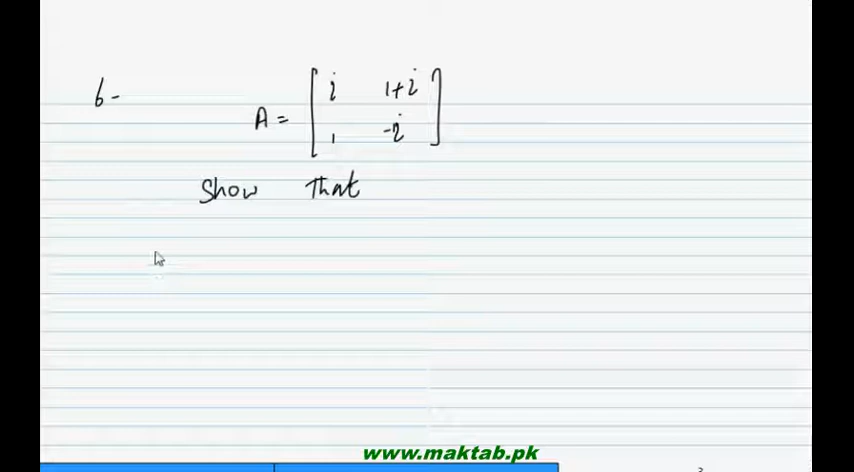 6-
A = [ i 1+i
1 -i ]
Show That
www.maktab.pk